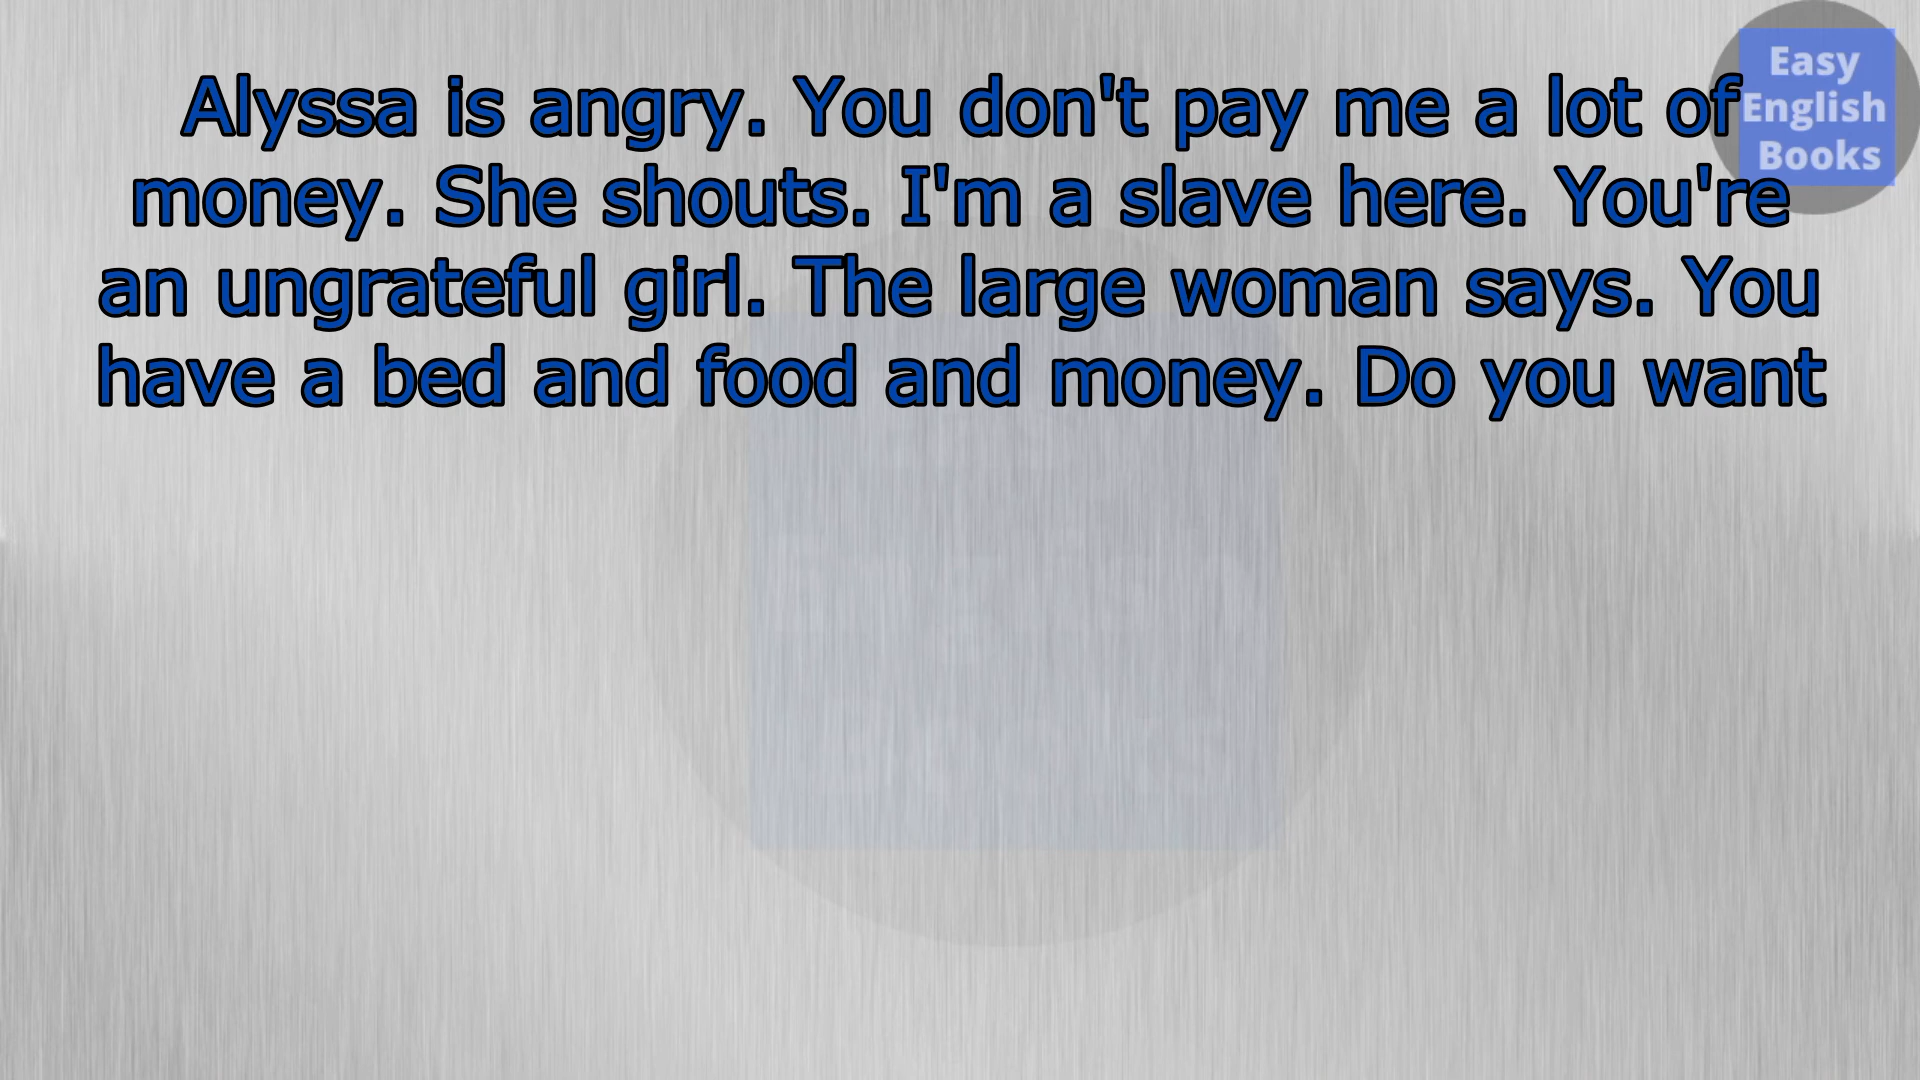 Alyssa is angry. You don't pay me a lot of
money. She shouts. I'm a slave here. You're
an ungrateful girl. The large woman says. You
have a bed and food and money. Do you want
Easy
English
Books